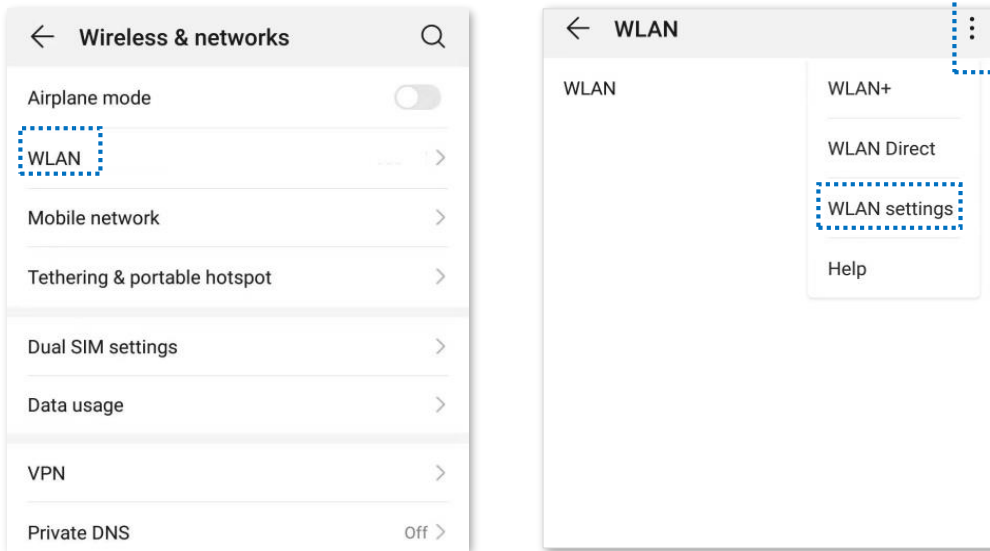 Wireless & networks
Airplane mode
WLAN
Mobile network
Tethering & portable hotspot
Dual SIM settings
Data usage
VPN
Private DNS Off
WLAN
WLAN
WLAN+
WLAN Direct
WLAN settings
Help